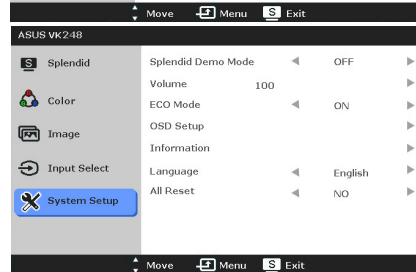 Move Menu S Exit
ASUS VK248
S Splendid
Color
Image
Input Select
System Setup
Splendid Demo Mode OFF
Volume 100
ECO Mode ON
OSD Setup
Information
Language English
All Reset NO
Move Menu S Exit